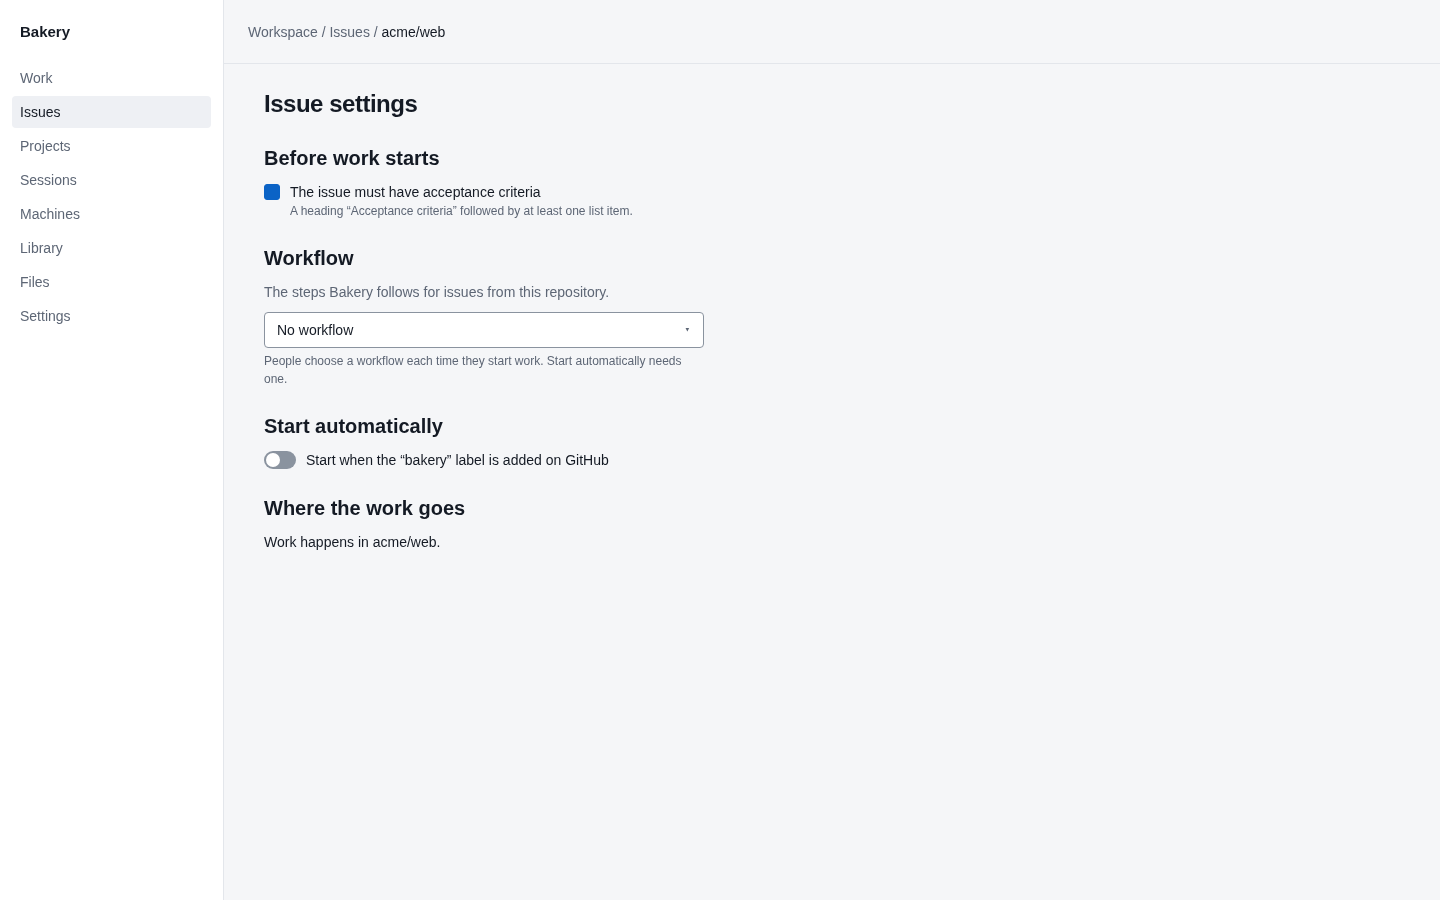 Bakery
Work
Issues
Projects
Sessions
Machines
Library
Files
Settings
Workspace / Issues / acme/web
Issue settings
Before work starts
The issue must have acceptance criteria
A heading “Acceptance criteria” followed by at least one list item.
Workflow
The steps Bakery follows for issues from this repository.
No workflow
People choose a workflow each time they start work. Start automatically needs
one.
Start automatically
Start when the “bakery” label is added on GitHub
Where the work goes
Work happens in acme/web.